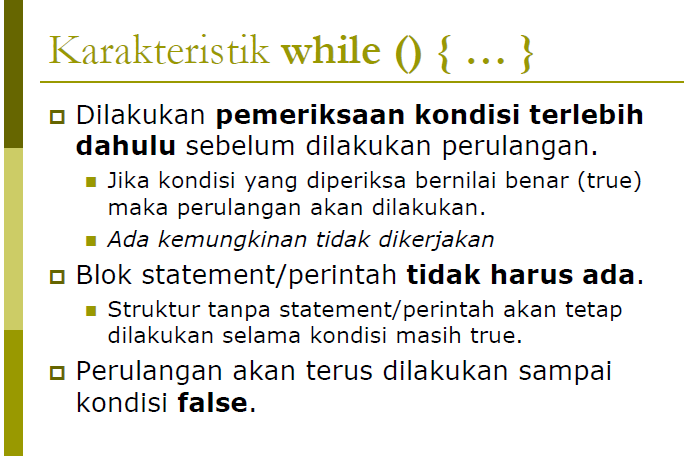 Karakteristik while () { … }
Dilakukan pemeriksaan kondisi terlebih
dahulu sebelum dilakukan perulangan.
Jika kondisi yang diperiksa bernilai benar (true)
maka perulangan akan dilakukan.
Ada kemungkinan tidak dikerjakan
Blok statement/perintah tidak harus ada.
Struktur tanpa statement/perintah akan tetap
dilakukan selama kondisi masih true.
Perulangan akan terus dilakukan sampai
kondisi false.